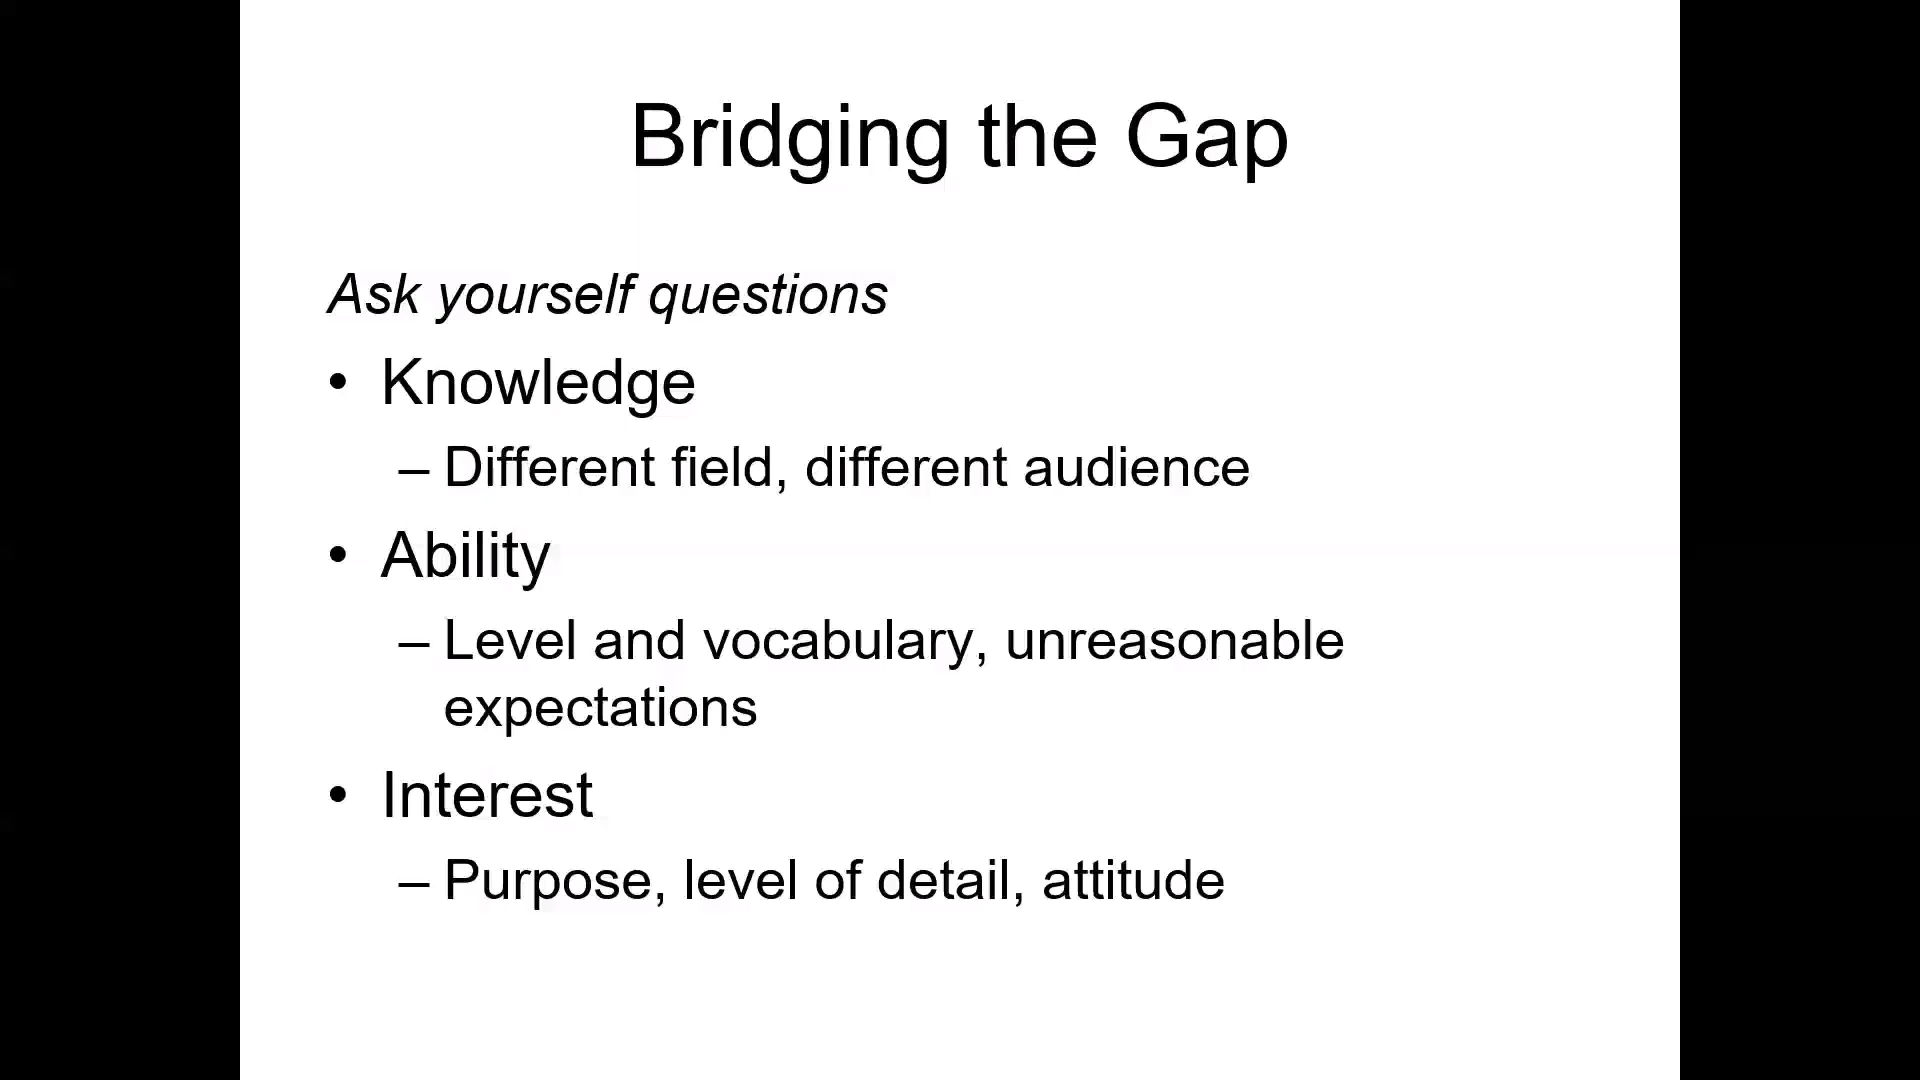 Bridging the Gap
Ask yourself questions
• Knowledge
– Different field, different audience
• Ability
– Level and vocabulary, unreasonable
expectations
• Interest
– Purpose, level of detail, attitude